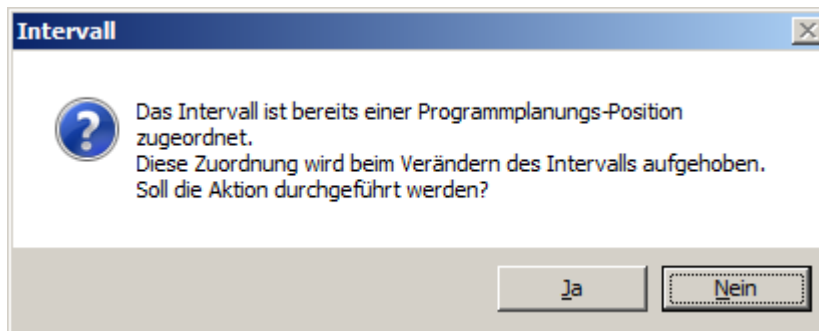 Intervall
Das Intervall ist bereits einer Programmplanungs-Position
zugeordnet.
Diese Zuordnung wird beim Verändern des Intervalls aufgehoben.
Soll die Aktion durchgeführt werden?
Ja
Nein